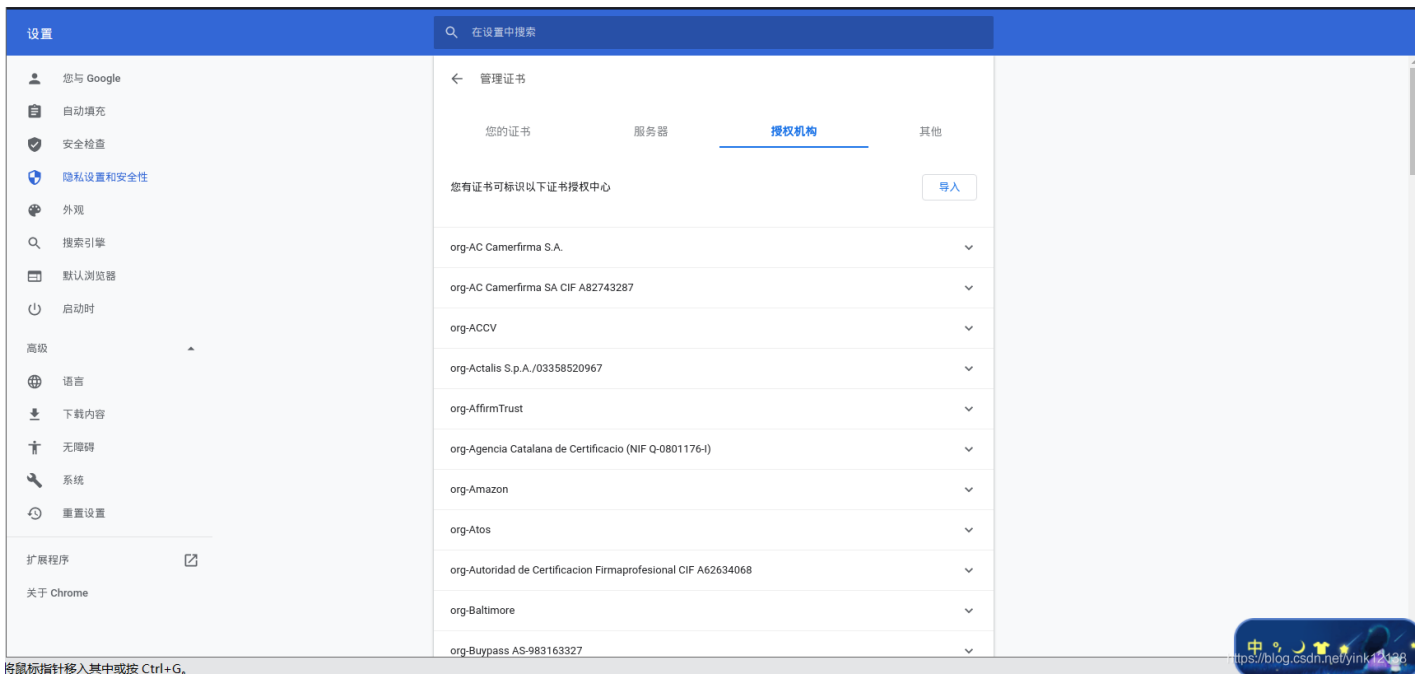 设置
在设置中搜索
您与 Google
自动填充
安全检查
隐私设置和安全性
外观
搜索引擎
默认浏览器
启动时
高级
语言
下载内容
无障碍
系统
重置设置
扩展程序
关于 Chrome
管理证书
您的证书
服务器
授权机构
其他
您有证书可标识以下证书授权中心
导入
org-AC Camerfirma S.A.
org-AC Camerfirma SA CIF A82743287
org-ACCV
org-Actalis S.p.A./03358520967
org-AffirmTrust
org-Agencia Catalana de Certificacio (NIF Q-0801176-I)
org-Amazon
org-Atos
org-Autoridad de Certificacion Firmaprofesional CIF A62634068
org-Baltimore
org-Buypass AS-983163327
中
https://blog.csdn.net/yink12138
将鼠标指针移入其中或按 Ctrl+G。